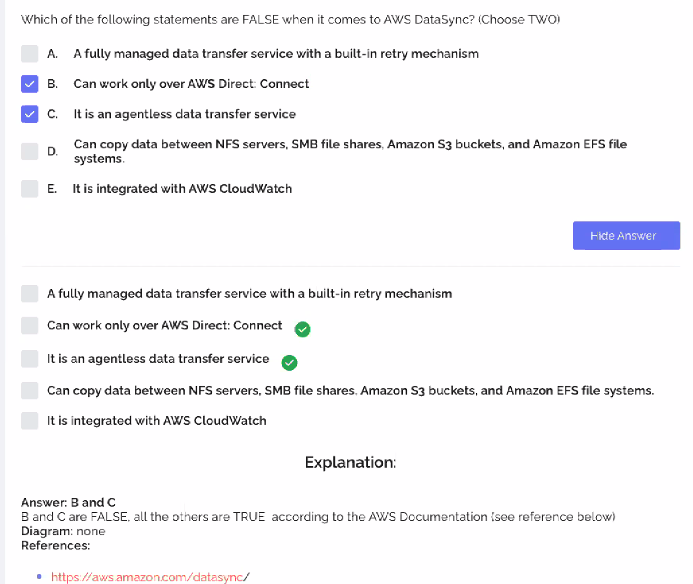 Which of the following statements are FALSE when it comes to AWS DataSync? (Choose TWO)
A. A fully managed data transfer service with a built-in retry mechanism
B. Can work only over AWS Direct: Connect
C. It is an agentless data transfer service
D. Can copy data between NFS servers, SMB file shares, Amazon S3 buckets, and Amazon EFS file
systems.
E. It is integrated with AWS CloudWatch
Hide Answer
A fully managed data transfer service with a built-in retry mechanism
Can work only over AWS Direct: Connect
It is an agentless data transfer service
Can copy data between NFS servers, SMB file shares. Amazon S3 buckets, and Amazon EFS file systems.
It is integrated with AWS CloudWatch
Explanation:
Answer: B and C
B and C are FALSE, all the others are TRUE according to the AWS Documentation (see reference below)
Diagram: none
References:
https://aws.amazon.com/datasync/